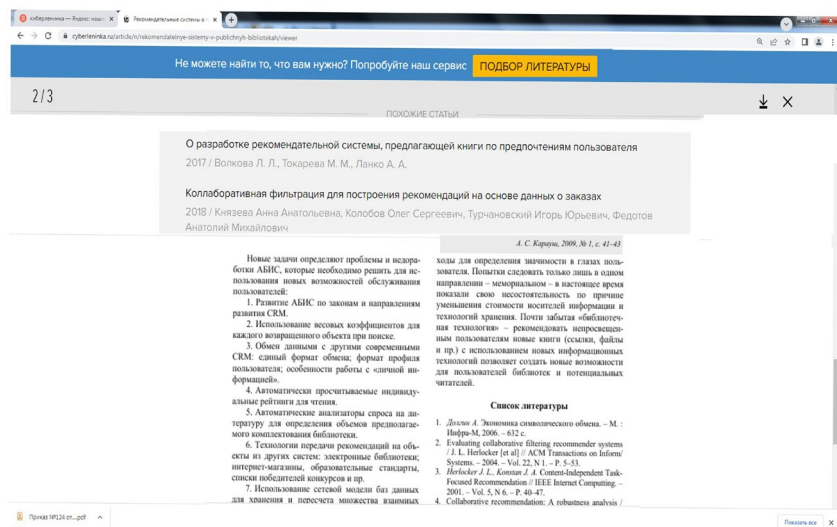 киберленинка — Яндекс: нашл
Рекомендательные системы в п
cyberleninka.ru/article/n/rekomendatelnye-sistemy-v-publichnyh-bibliotekah/viewer
Не можете найти то, что вам нужно? Попробуйте наш сервис ПОДБОР ЛИТЕРАТУРЫ
2/3
ПОХОЖИЕ СТАТЬИ
О разработке рекомендательной системы, предлагающей книги по предпочтениям пользователя
2017 / Волкова Л. Л., Токарева М. М., Ланко А. А.
Коллаборативная фильтрация для построения рекомендаций на основе данных о заказах
2018 / Князева Анна Анатольевна, Колобов Олег Сергеевич, Турчановский Игорь Юрьевич, Федотов
Анатолий Михайлович
А. С. Карауш, 2009, № 1, с. 41–43
Новые задачи определяют проблемы и недора-
ботки АБИС, которые необходимо решить для ис-
пользования новых возможностей обслуживания
пользователей:
1. Развитие АБИС по законам и направлениям
развития CRM.
2. Использование весовых коэффициентов для
каждого возвращенного объекта при поиске.
3. Обмен данными с другими современными
CRM: единый формат обмена; формат профиля
пользователя; особенности работы с «личной ин-
формацией».
4. Автоматически просчитываемые индивиду-
альные рейтинги для чтения.
5. Автоматические анализаторы спроса на ли-
тературу для определения объемов предполагае-
мого комплектования библиотеки.
6. Технологии передачи рекомендаций на объ-
екты из других систем: электронные библиотеки;
интернет-магазины, образовательные стандарты,
списки победителей конкурсов и пр.
7. Использование сетевой модели баз данных
для хранения и пересчета множества взаимных
ходы для определения значимости в глазах поль-
зователя. Попытки следовать только лишь в одном
направлении – мемориальном – в настоящее время
показали свою несостоятельность по причине
уменьшения стоимости носителей информации и
технологий хранения. Почти забытая «библиотеч-
ная технология» – рекомендовать непросвещен-
ным пользователям новые книги (ссылки, файлы
и пр.) с использованием новых информационных
технологий позволяет создать новые возможности
для пользователей библиотек и потенциальных
читателей.
Список литературы
1. Долгин А. Экономика символического обмена. – М. :
Инфра-М, 2006. – 632 с.
2. Evaluating collaborative filtering recommender systems
/ J. L. Herlocker [et al] // ACM Transactions on Inform/
Systems. – 2004. – Vol. 22, N 1. – P. 5–53.
3. Herlocker J. L., Konstan J. A. Content-Independent Task-
Focused Recommendation // IEEE Internet Computing. –
2001. – Vol. 5, N 6. – P. 40–47.
4. Collaborative recommendation: A robustness analysis /
Приказ №124 от....pdf
Показать все